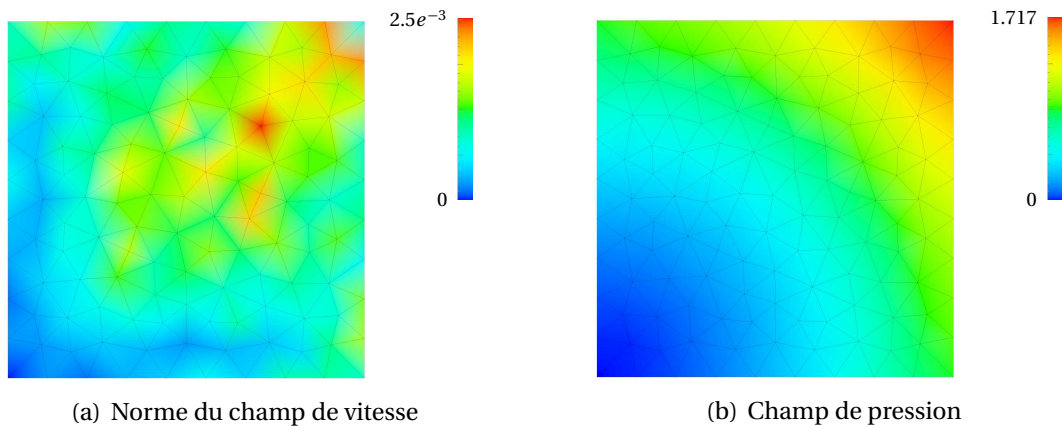 2.5e⁻³
0
(a) Norme du champ de vitesse
1.717
0
(b) Champ de pression